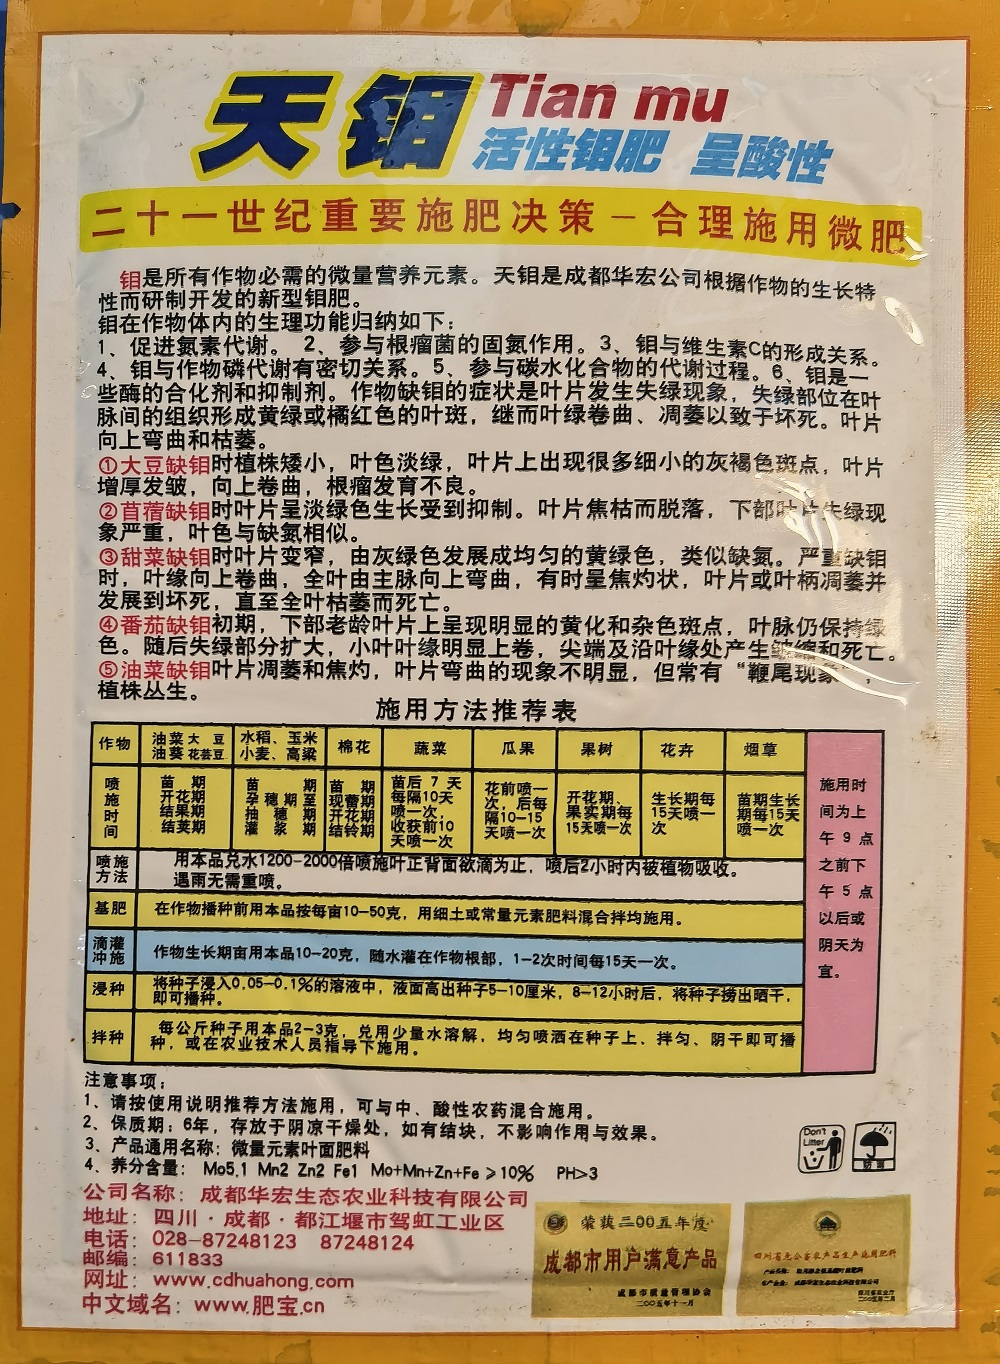 天钼 Tian mu
活性钼肥 呈酸性
二十一世纪重要施肥决策－合理施用微肥
钼是所有作物必需的微量营养元素。天钼是成都华宏公司根据作物的生长特
性而研制开发的新型钼肥。
钼在作物体内的生理功能归纳如下：
1、促进氮素代谢。 2、参与根瘤菌的固氮作用。3、钼与维生素C的形成关系。
4、钼与作物磷代谢有密切关系。5、参与碳水化合物的代谢过程。6、钼是一
些酶的合化剂和抑制剂。作物缺钼的症状是叶片发生失绿现象，失绿部位在叶
脉间的组织形成黄绿或橘红色的叶斑，继而叶绿卷曲、凋萎以致于坏死。叶片
向上弯曲和枯萎。
①大豆缺钼时植株矮小，叶色淡绿，叶片上出现很多细小的灰褐色斑点，叶片
增厚发皱，向上卷曲，根瘤发育不良。
②苜蓿缺钼时叶片呈淡绿色生长受到抑制。叶片焦枯而脱落，下部叶片失绿现
象严重，叶色与缺氮相似。
③甜菜缺钼时叶片变窄，由灰绿色发展成均匀的黄绿色，类似缺氮。严重缺钼
时，叶缘向上卷曲，全叶由主脉向上弯曲，有时呈焦灼状，叶片或叶柄凋萎并
发展到坏死，直至全叶枯萎而死亡。
④番茄缺钼初期，下部老龄叶片上呈现明显的黄化和杂色斑点，叶脉仍保持绿
色。随后失绿部分扩大，小叶叶缘明显上卷，尖端及沿叶缘处产生皱缩和死亡。
⑤油菜缺钼叶片凋萎和焦灼，叶片弯曲的现象不明显，但常有“鞭尾现象”，
植株丛生。
施用方法推荐表
作物 油菜 大豆 油葵 花芸豆 水稻、玉米 小麦、高粱 棉花 蔬菜 瓜果 果树 花卉 烟草
喷施时间
苗期 开花期 结果期 结荚期
苗期 孕穗期至 抽穗期 灌浆期
苗期 现蕾期 开花期 结铃期
苗后7天 每隔10天 喷一次， 收获前10 天喷一次
花前喷一 次，后每 隔10-15 天喷一次
开花期、 果实期每 15天喷一次
生长期每 15天喷一 次
苗期生长 期每15天 喷一次
施用时
间为上
午9点
之前下
午5点
以后或
阴天为
宜。
喷施方法 用本品兑水1200-2000倍喷施叶正背面欲滴为止，喷后2小时内被植物吸收。
遇雨无需重喷。
基肥 在作物播种前用本品按每亩10-50克，用细土或常量元素肥料混合拌均施用。
滴灌冲施 作物生长期亩用本品10-20克，随水灌在作物根部，1-2次时间每15天一次。
浸种 将种子浸入0.05-0.1%的溶液中，液面高出种子5-10厘米，8-12小时后，将种子捞出晒干，
即可播种。
拌种 每公斤种子用本品2-3克，兑用少量水溶解，均匀喷洒在种子上、拌匀、阴干即可播
种，或在农业技术人员指导下施用。
注意事项：
1、请按使用说明推荐方法施用，可与中、酸性农药混合施用。
2、保质期：6年，存放于阴凉干燥处，如有结块，不影响作用与效果。
3、产品通用名称：微量元素叶面肥料
4、养分含量： Mo5.1 Mn2 Zn2 Fe1 Mo+Mn+Zn+Fe≥10% PH>3
Don't
Litter
防潮
公司名称：成都华宏生态农业科技有限公司
地址：四川·成都·都江堰市驾虹工业区
电话：028-87248123 87248124
邮编：611833
网址：www.cdhuahong.com
中文域名：www.肥宝.cn
荣获二00五年度
成都市用户满意产品
成都市质量管理协会
二00五年十一月
四川省无公害农产品生产施用肥料